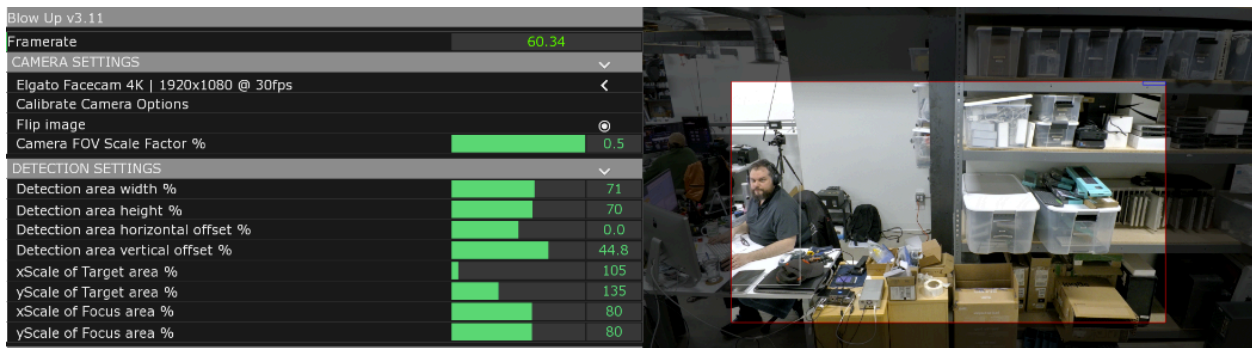 Blow Up v3.11
Framerate 60.34
CAMERA SETTINGS
Elgato Facecam 4K | 1920x1080 @ 30fps
Calibrate Camera Options
Flip image
Camera FOV Scale Factor % 0.5
DETECTION SETTINGS
Detection area width % 71
Detection area height % 70
Detection area horizontal offset % 0.0
Detection area vertical offset % 44.8
xScale of Target area % 105
yScale of Target area % 135
xScale of Focus area % 80
yScale of Focus area % 80